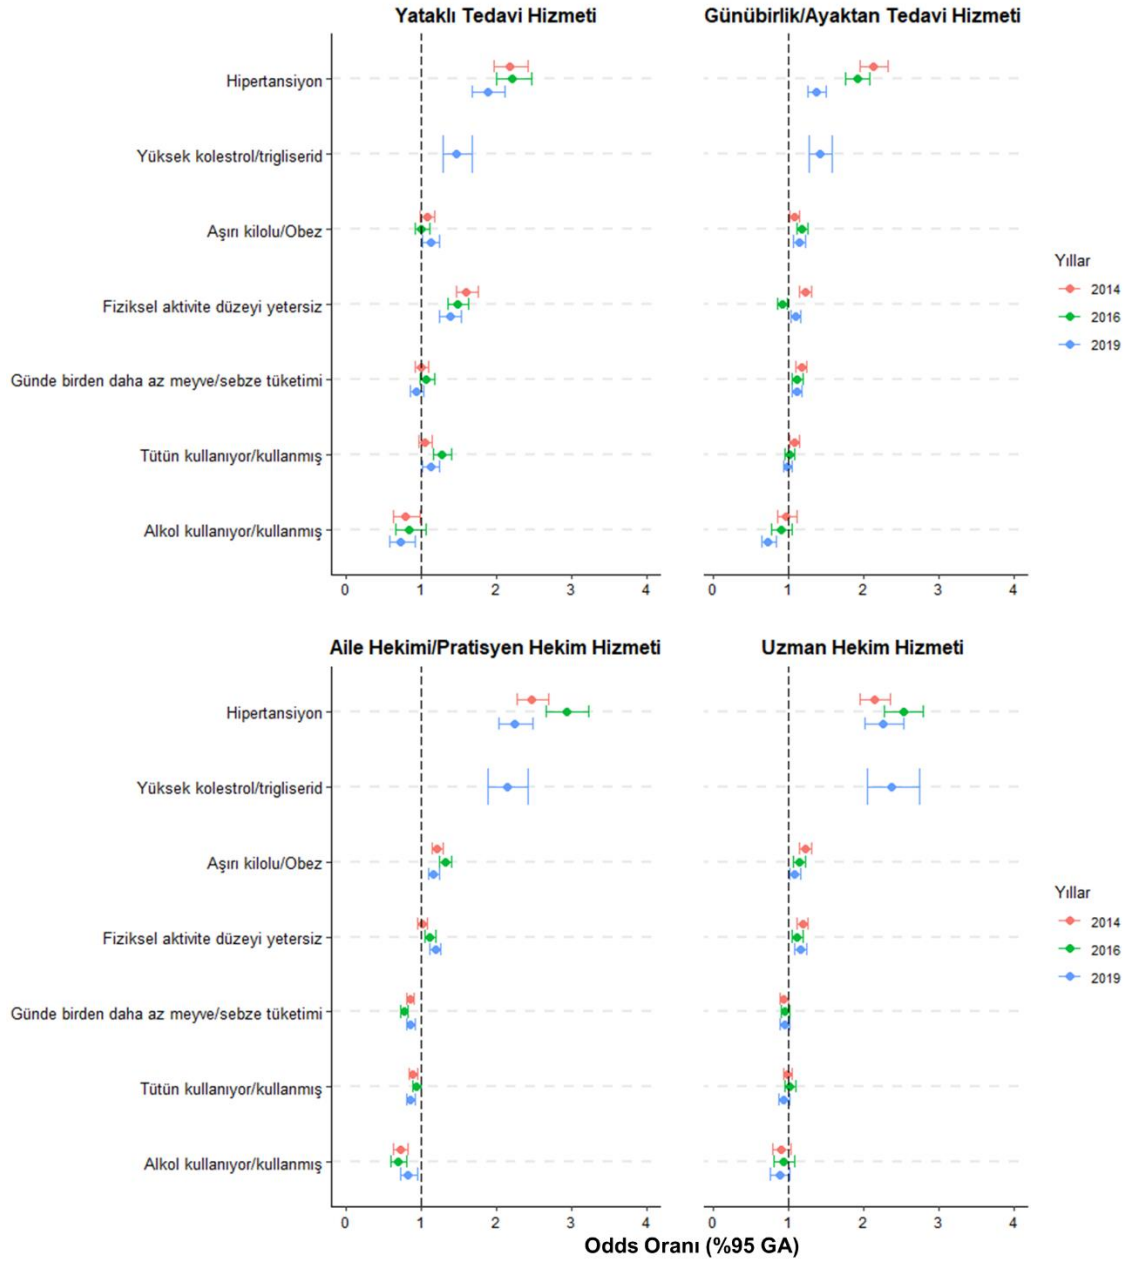 Yataklı Tedavi Hizmeti
Günübirlik/Ayaktan Tedavi Hizmeti
Hipertansiyon
Yüksek kolestrol/trigliserid
Aşırı kilolu/Obez
Fiziksel aktivite düzeyi yetersiz
Günde birden daha az meyve/sebze tüketimi
Tütün kullanıyor/kullanmış
Alkol kullanıyor/kullanmış
0 1 2 3 4
0 1 2 3 4
Yıllar
2014
2016
2019
Aile Hekimi/Pratisyen Hekim Hizmeti
Uzman Hekim Hizmeti
Hipertansiyon
Yüksek kolestrol/trigliserid
Aşırı kilolu/Obez
Fiziksel aktivite düzeyi yetersiz
Günde birden daha az meyve/sebze tüketimi
Tütün kullanıyor/kullanmış
Alkol kullanıyor/kullanmış
0 1 2 3 4
0 1 2 3 4
Yıllar
2014
2016
2019
Odds Oranı (%95 GA)